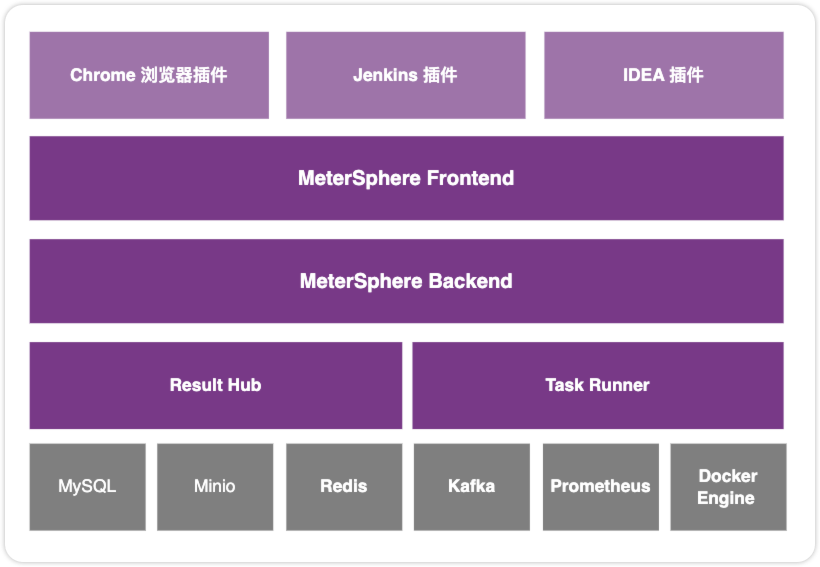 Chrome 浏览器插件
Jenkins 插件
IDEA 插件
MeterSphere Frontend
MeterSphere Backend
Result Hub
Task Runner
MySQL
Minio
Redis
Kafka
Prometheus
Docker
Engine